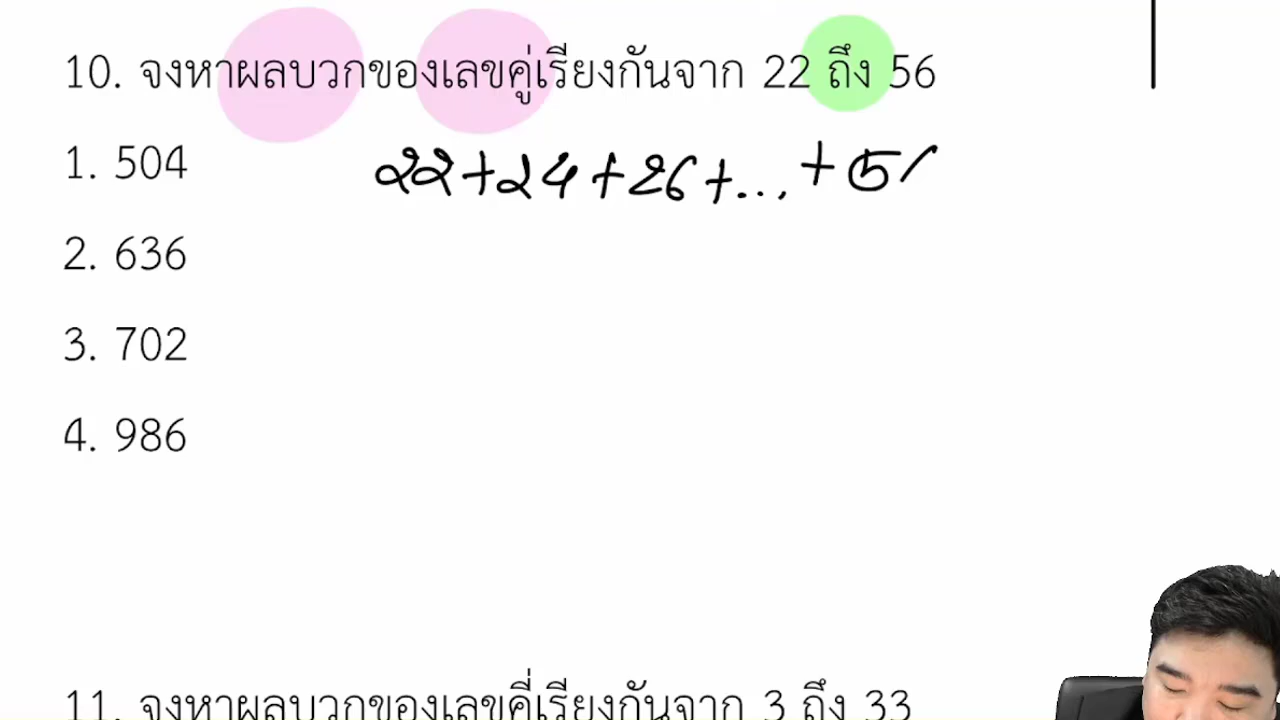 10. จงหาผลบวกของเลขคู่เรียงกันจาก 22 ถึง 56
1. 504
22+24+26+... +5
2. 636
3. 702
4. 986
11. จงหาผลบวกของเลขคี่เรียงกันจาก 3 ถึง 33